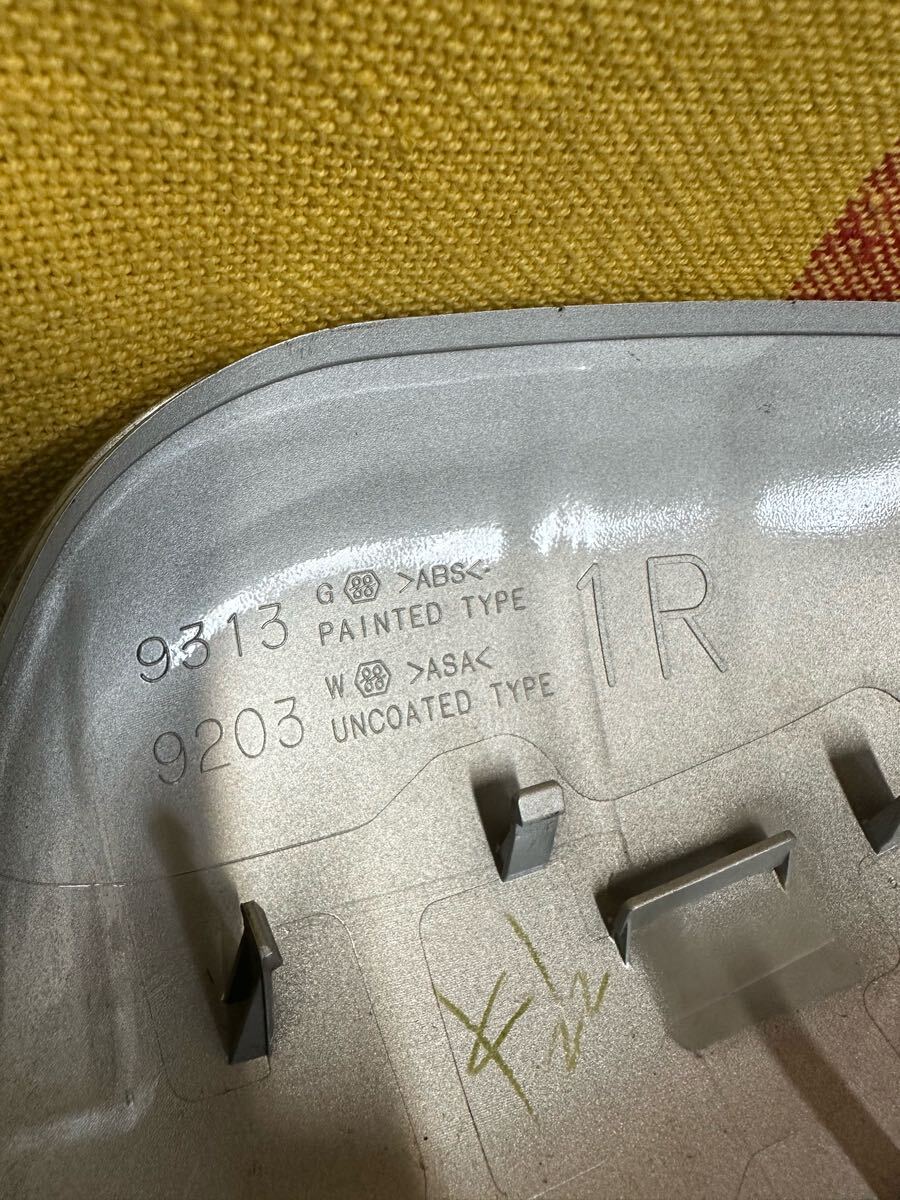 9313 G >ABS<
PAINTED TYPE
9203 W >ASA<
UNCOATED TYPE
1R